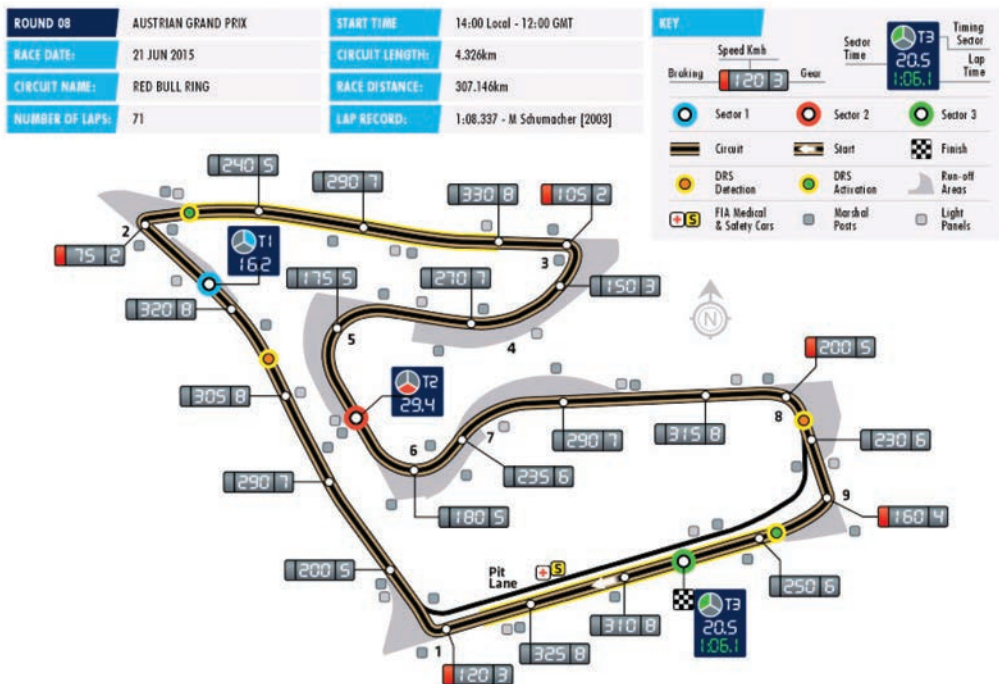 ROUND 08 AUSTRIAN GRAND PRIX START TIME 14:00 Local - 12:00 GMT
RACE DATE: 21 JUN 2015 CIRCUIT LENGTH: 4.326km
CIRCUIT NAME: RED BULL RING RACE DISTANCE: 307.146km
NUMBER OF LAPS: 71 LAP RECORD: 1:08.337 - M Schumacher [2003]
KEY
Speed Kmh
Braking 120 3 Gear
Sector Time
T3
20.5
1:06.1
Timing Sector
Lap Time
Sector 1 Sector 2 Sector 3
Circuit Start Finish
DRS Detection DRS Activation Run-off Areas
S FIA Medical & Safety Cars Marshal Posts Light Panels
240 5
290 7
330 8
105 2
2
75 2
T1
16.2
3
175 5
270 7
150 3
320 8
5
4
N
200 5
T2
29.4
305 8
8
7
290 7
315 8
230 6
6
235 6
290 7
9
180 5
160 4
200 5
Pit Lane
S
250 6
T3
20.5
1:06.1
310 8
325 8
1
120 3